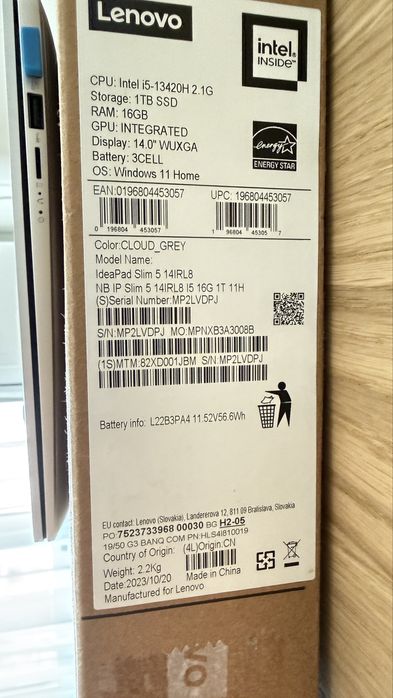 Lenovo
intel
INSIDE™
CPU: Intel i5-13420H 2.1G
Storage: 1TB SSD
RAM: 16GB
GPU: INTEGRATED
Display: 14.0" WUXGA
Battery: 3CELL
OS: Windows 11 Home
energy
ENERGY STAR
EAN:0196804453057
UPC: 196804453057
0 196804 453057
1 96804 45305 7
Color:CLOUD_GREY
Model Name:
IdeaPad Slim 5 14IRL8
NB IP Slim 5 14IRL8 I5 16G 1T 11H
(S)Serial Number:MP2LVDPJ
S/N:MP2LVDPJ MO:MPNXB3A3008B
(1S)MTM:82XD001JBM S/N:MP2LVDPJ
Battery info: L22B3PA4 11.52V56.6Wh
EU contact: Lenovo (Slovakia), Landererova 12, 811 09 Bratislava, Slovakia
PO:7523733968 00030 BG H2-05
19/50 G3 BANQ COM PN:HLS4I810019
Country of Origin: (4L)Origin:CN
Weight: 2.2Kg
Date:2023/10/20 Made in China
Manufactured for Lenovo